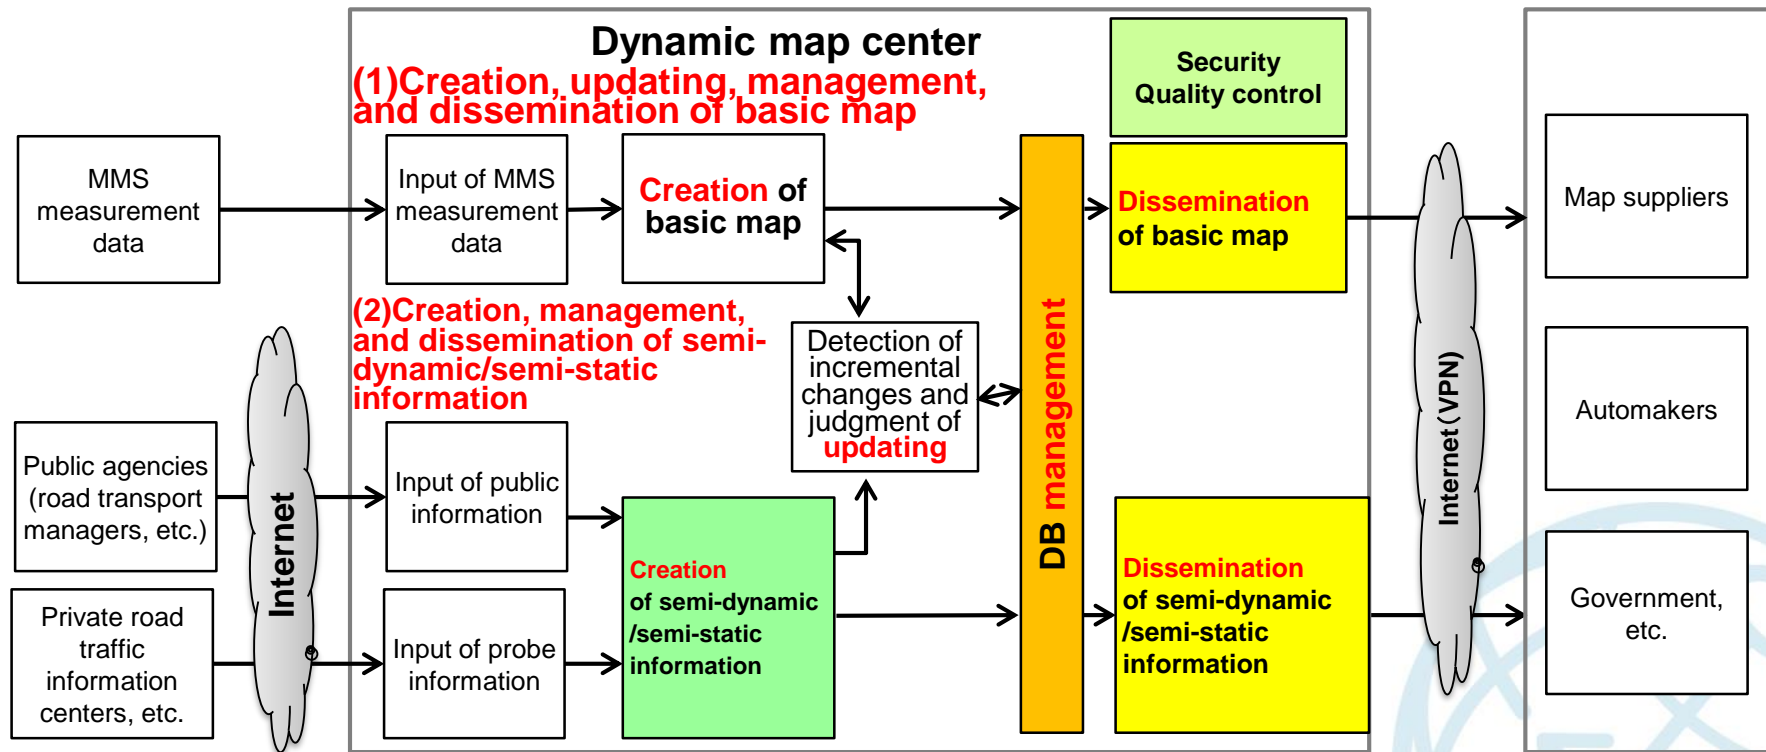 Dynamic map center
(1)Creation, updating, management,
and dissemination of basic map
Security
Quality control
MMS
measurement
data
Input of MMS
measurement
data
Creation of
basic map
Dissemination
of basic map
Map suppliers
(2)Creation, management,
and dissemination of semi-
dynamic/semi-static
information
Detection of
incremental
changes and
judgment of
updating
DB management
Internet(VPN)
Automakers
Public agencies
(road transport
managers, etc.)
Internet
Input of public
information
Creation
of semi-dynamic
/semi-static
information
Dissemination
of semi-dynamic
/semi-static
information
Government,
etc.
Private road
traffic
information
centers, etc.
Input of probe
information